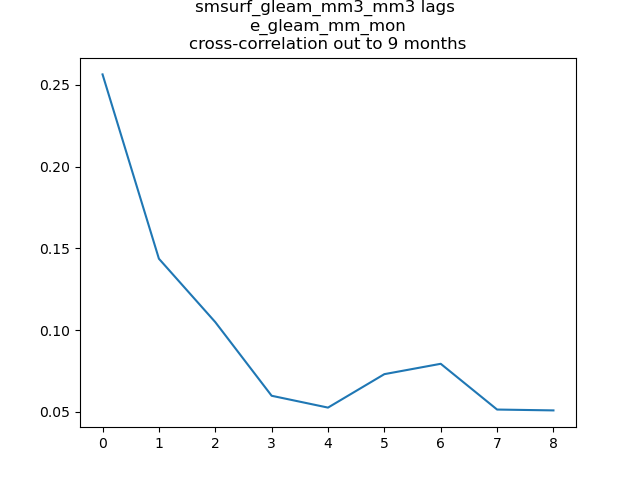 smsurf_gleam_mm3_mm3 lags
e_gleam_mm_mon
cross-correlation out to 9 months
0.25
0.20
0.15
0.10
0.05
0 1 2 3 4 5 6 7 8